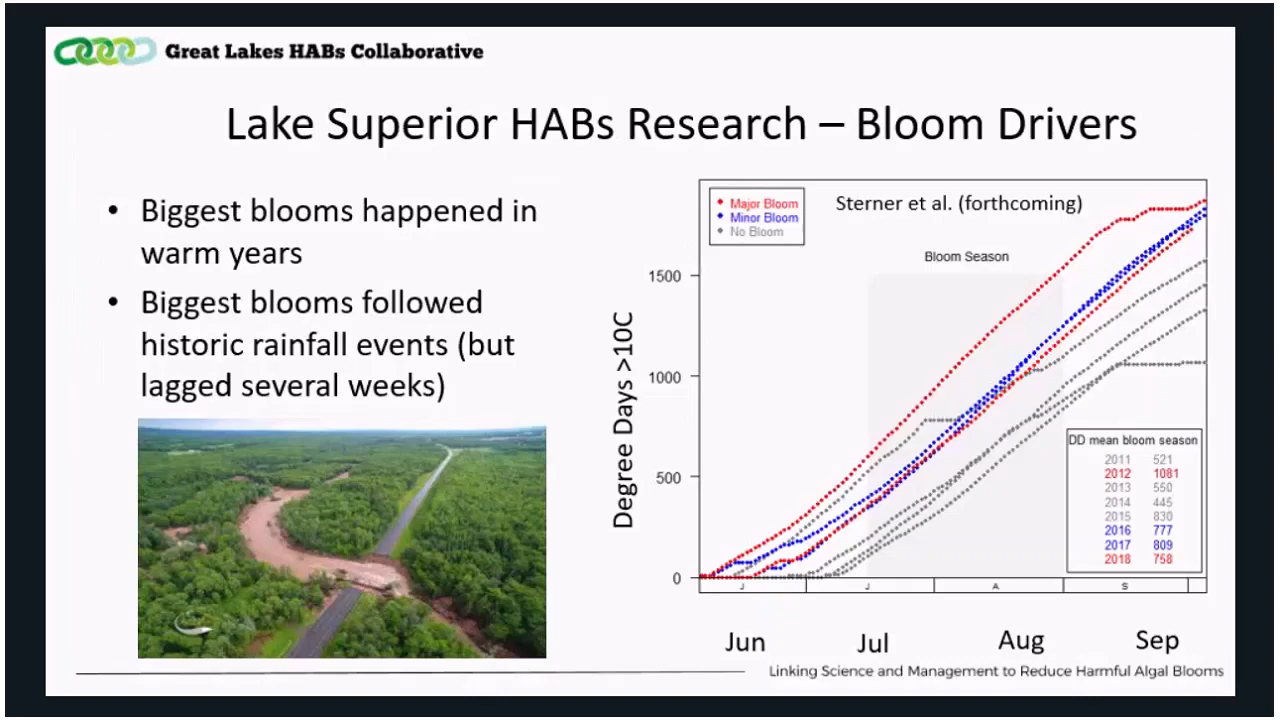 Great Lakes HABs Collaborative
Lake Superior HABs Research – Bloom Drivers
• Biggest blooms happened in
warm years
• Biggest blooms followed
historic rainfall events (but
lagged several weeks)
Major Bloom
Minor Bloom
No Bloom
Sterner et al. (forthcoming)
Bloom Season
Degree Days >10C
1500
1000
500
0
DD mean bloom season
2011 521
2012 1081
2013 550
2014 445
2015 830
2016 777
2017 809
2018 758
J J A S
Jun Jul Aug Sep
Linking Science and Management to Reduce Harmful Algal Blooms